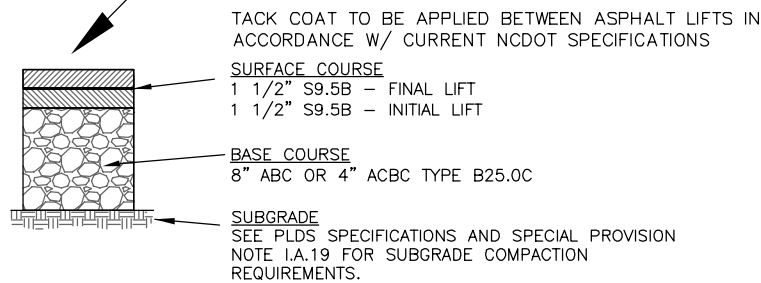 TACK COAT TO BE APPLIED BETWEEN ASPHALT LIFTS IN
ACCORDANCE W/ CURRENT NCDOT SPECIFICATIONS
SURFACE COURSE
1 1/2" S9.5B – FINAL LIFT
1 1/2" S9.5B – INITIAL LIFT
BASE COURSE
8" ABC OR 4" ACBC TYPE B25.0C
SUBGRADE
SEE PLDS SPECIFICATIONS AND SPECIAL PROVISION
NOTE I.A.19 FOR SUBGRADE COMPACTION
REQUIREMENTS.